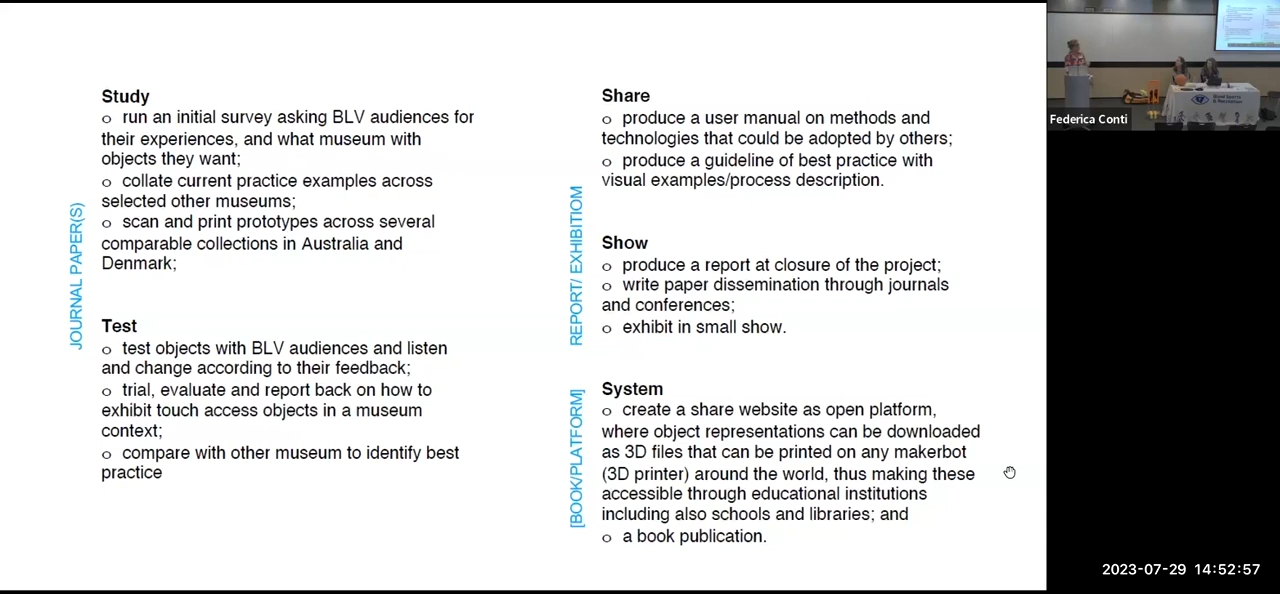 Study
o run an initial survey asking BLV audiences for
their experiences, and what museum with
objects they want;
o collate current practice examples across
selected other museums;
o scan and print prototypes across several
comparable collections in Australia and
Denmark;
Test
o test objects with BLV audiences and listen
and change according to their feedback;
o trial, evaluate and report back on how to
exhibit touch access objects in a museum
context;
o compare with other museum to identify best
practice
JOURNAL PAPER(S)
Share
o produce a user manual on methods and
technologies that could be adopted by others;
o produce a guideline of best practice with
visual examples/process description.
Show
o produce a report at closure of the project;
o write paper dissemination through journals
and conferences;
o exhibit in small show.
REPORT/ EXHIBITIOM
System
o create a share website as open platform,
where object representations can be downloaded
as 3D files that can be printed on any makerbot
(3D printer) around the world, thus making these
accessible through educational institutions
including also schools and libraries; and
o a book publication.
[BOOK/PLATFORM]
Federica Conti
2023-07-29 14:52:57